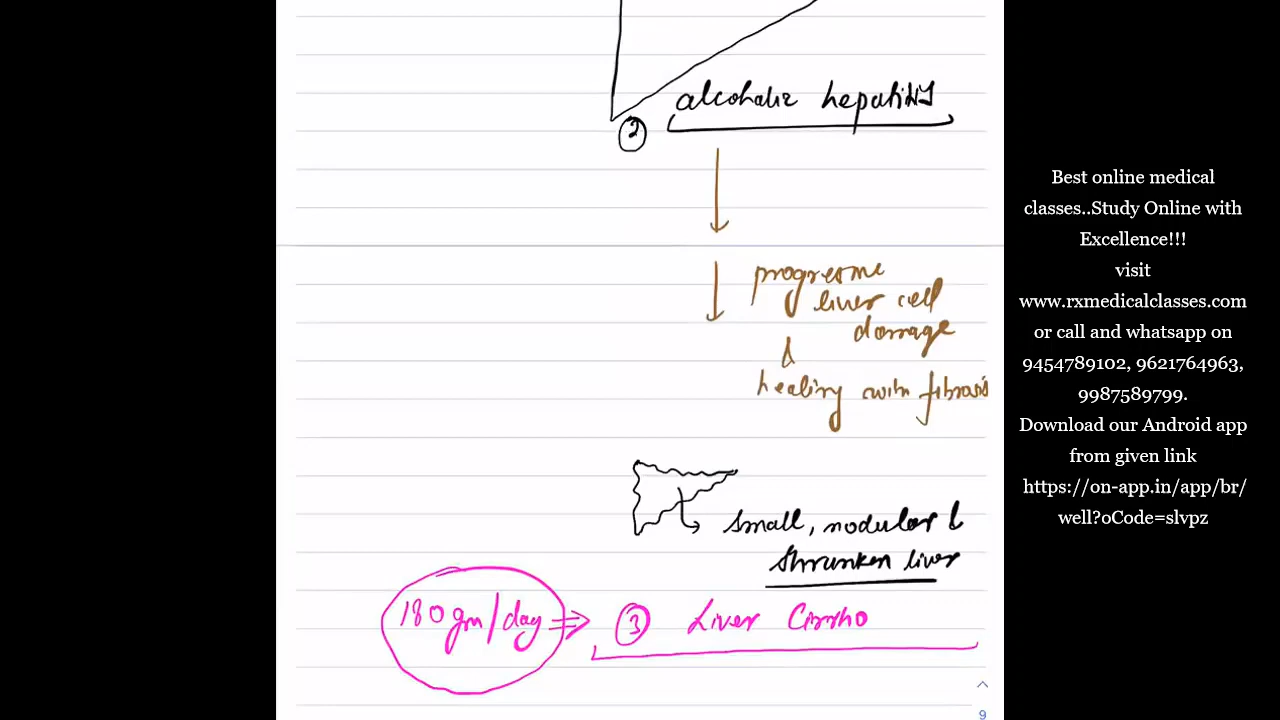 alcoholic hepatitis
2
progressive
liver cell
damage
&
healing with fibrosis
small, nodular &
shrunken liver
180 gm/day ⇒ 3 Liver Cirrho
9
Best online medical
classes..Study Online with
Excellence!!!
visit
www.rxmedicalclasses.com
or call and whatsapp on
9454789102, 9621764963,
9987589799.
Download our Android app
from given link
https://on-app.in/app/br/
well?oCode=slvpz